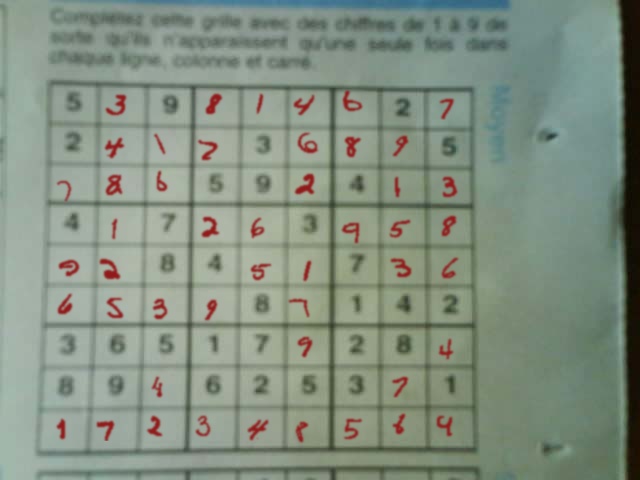 Complétez cette grille avec des chiffres de 1 à 9 de
sorte qu'ils n'apparaissent qu'une seule fois dans
chaque ligne, colonne et carré.
Moyen
5 3 9 8 1 4 6 2 7
2 4 1 7 3 6 8 9 5
7 8 6 5 9 2 4 1 3
4 1 7 2 6 3 9 5 8
9 2 8 4 5 1 7 3 6
6 5 3 9 8 7 1 4 2
3 6 5 1 7 9 2 8 4
8 9 4 6 2 5 3 7 1
1 7 2 3 4 8 5 6 4